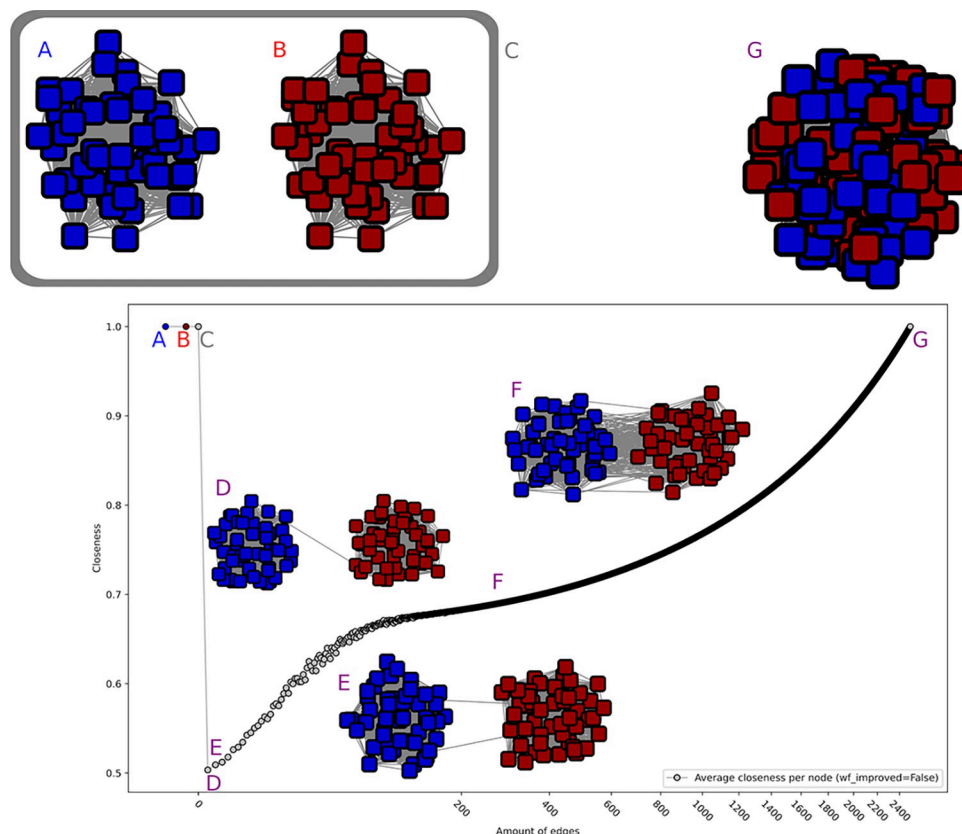 A
B
C
G
1.0
A
B
C
G
F
0.9
0.8
D
Closeness
0.7
F
E
0.6
E
D
0.5
Average closeness per node (wf_improved=False)
0
200
400
600
800
1000
1200
1400
1600
1800
2000
2200
2400
Amount of edges